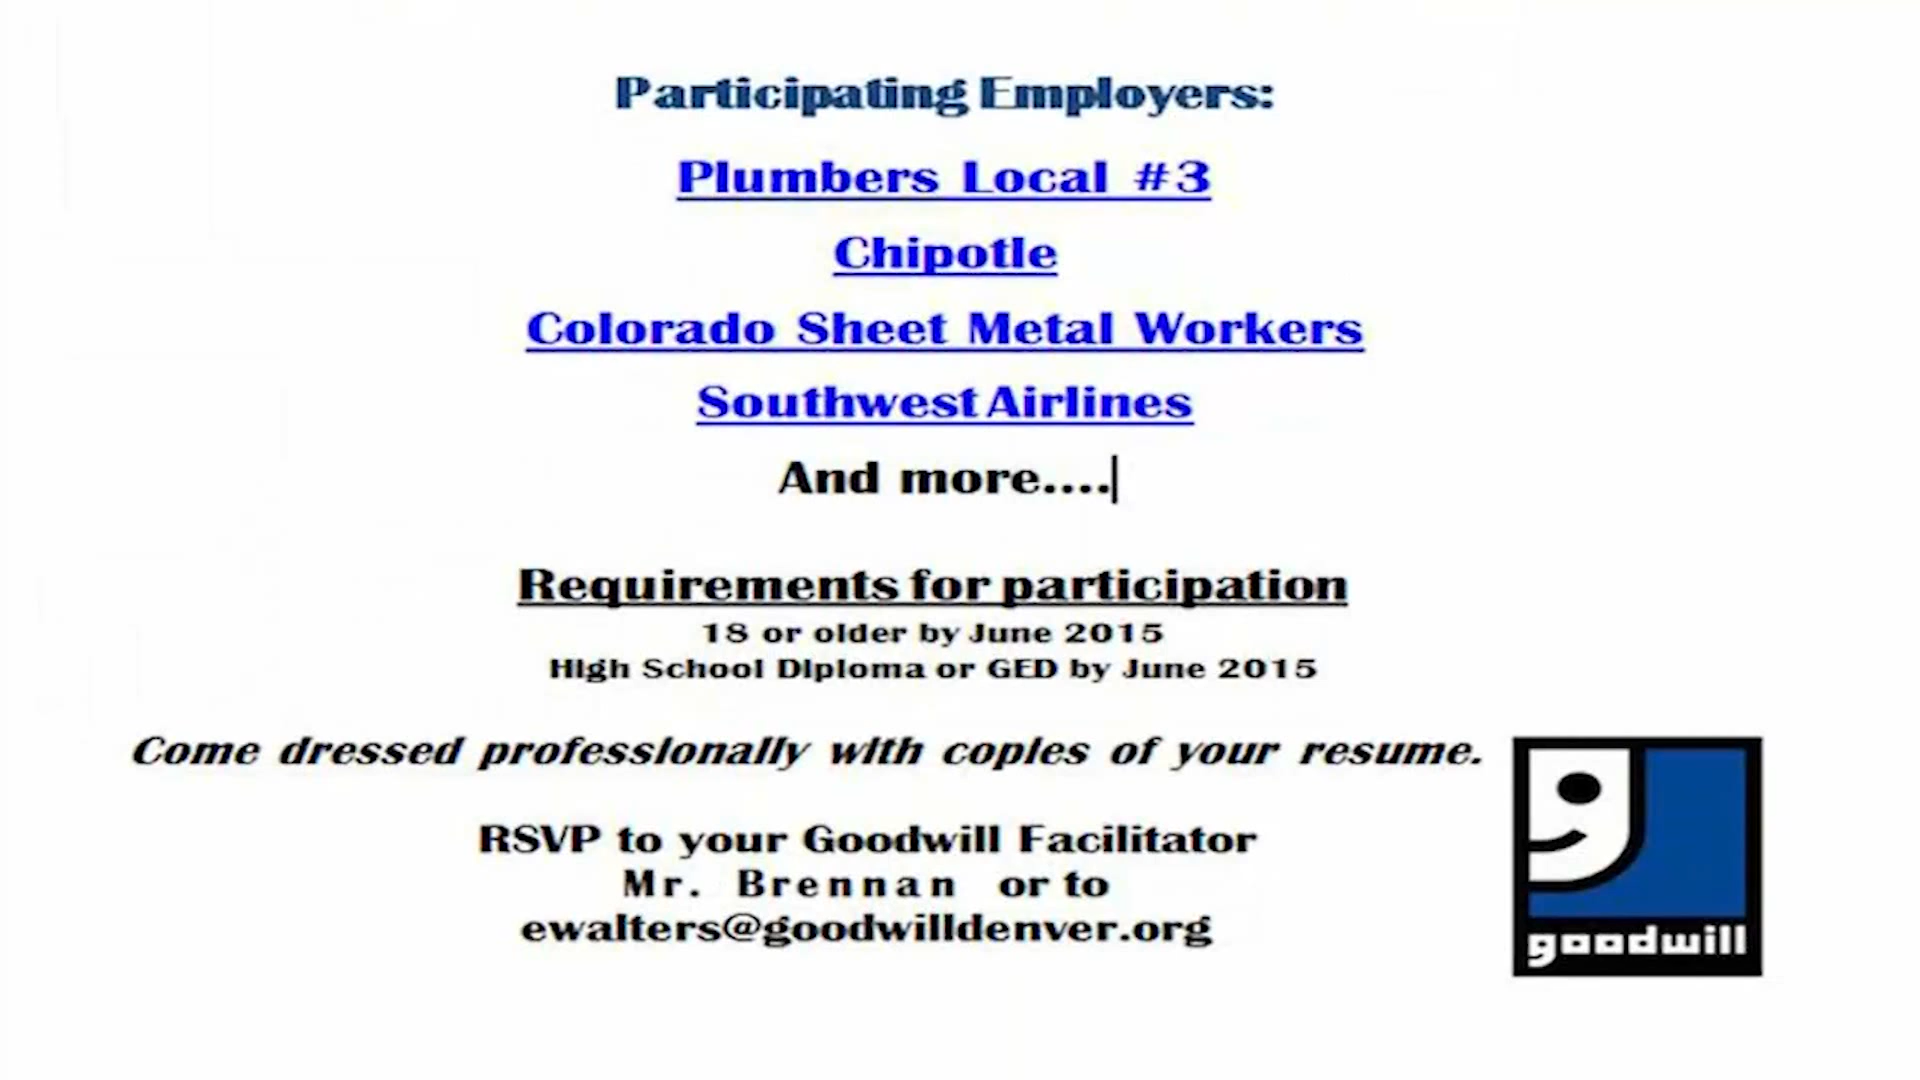 Participating Employers:
Plumbers Local #3
Chipotle
Colorado Sheet Metal Workers
Southwest Airlines
And more....
Requirements for participation
18 or older by June 2015
High School Diploma or GED by June 2015
Come dressed professionally with copies of your resume.
RSVP to your Goodwill Facilitator
Mr. Brennan or to
ewalters@goodwilldenver.org
goodwill